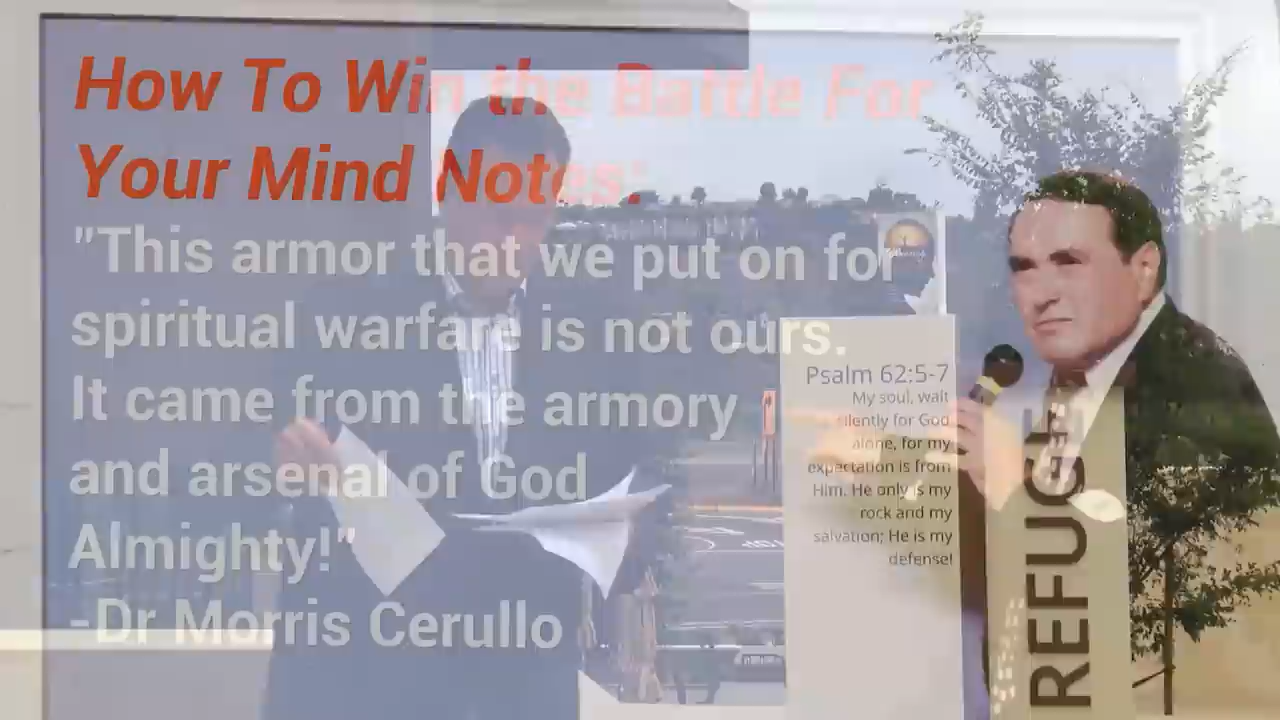 How To Win the Battle For
Your Mind Notes:
"This armor that we put on for
spiritual warfare is not ours.
It came from the armory
and arsenal of God
Almighty!"
-Dr Morris Cerullo
Psalm 62:5-7
My soul, wait
silently for God
alone, for my
expectation is from
Him. He only is my
rock and my
salvation; He is my
defense!
REFUGE